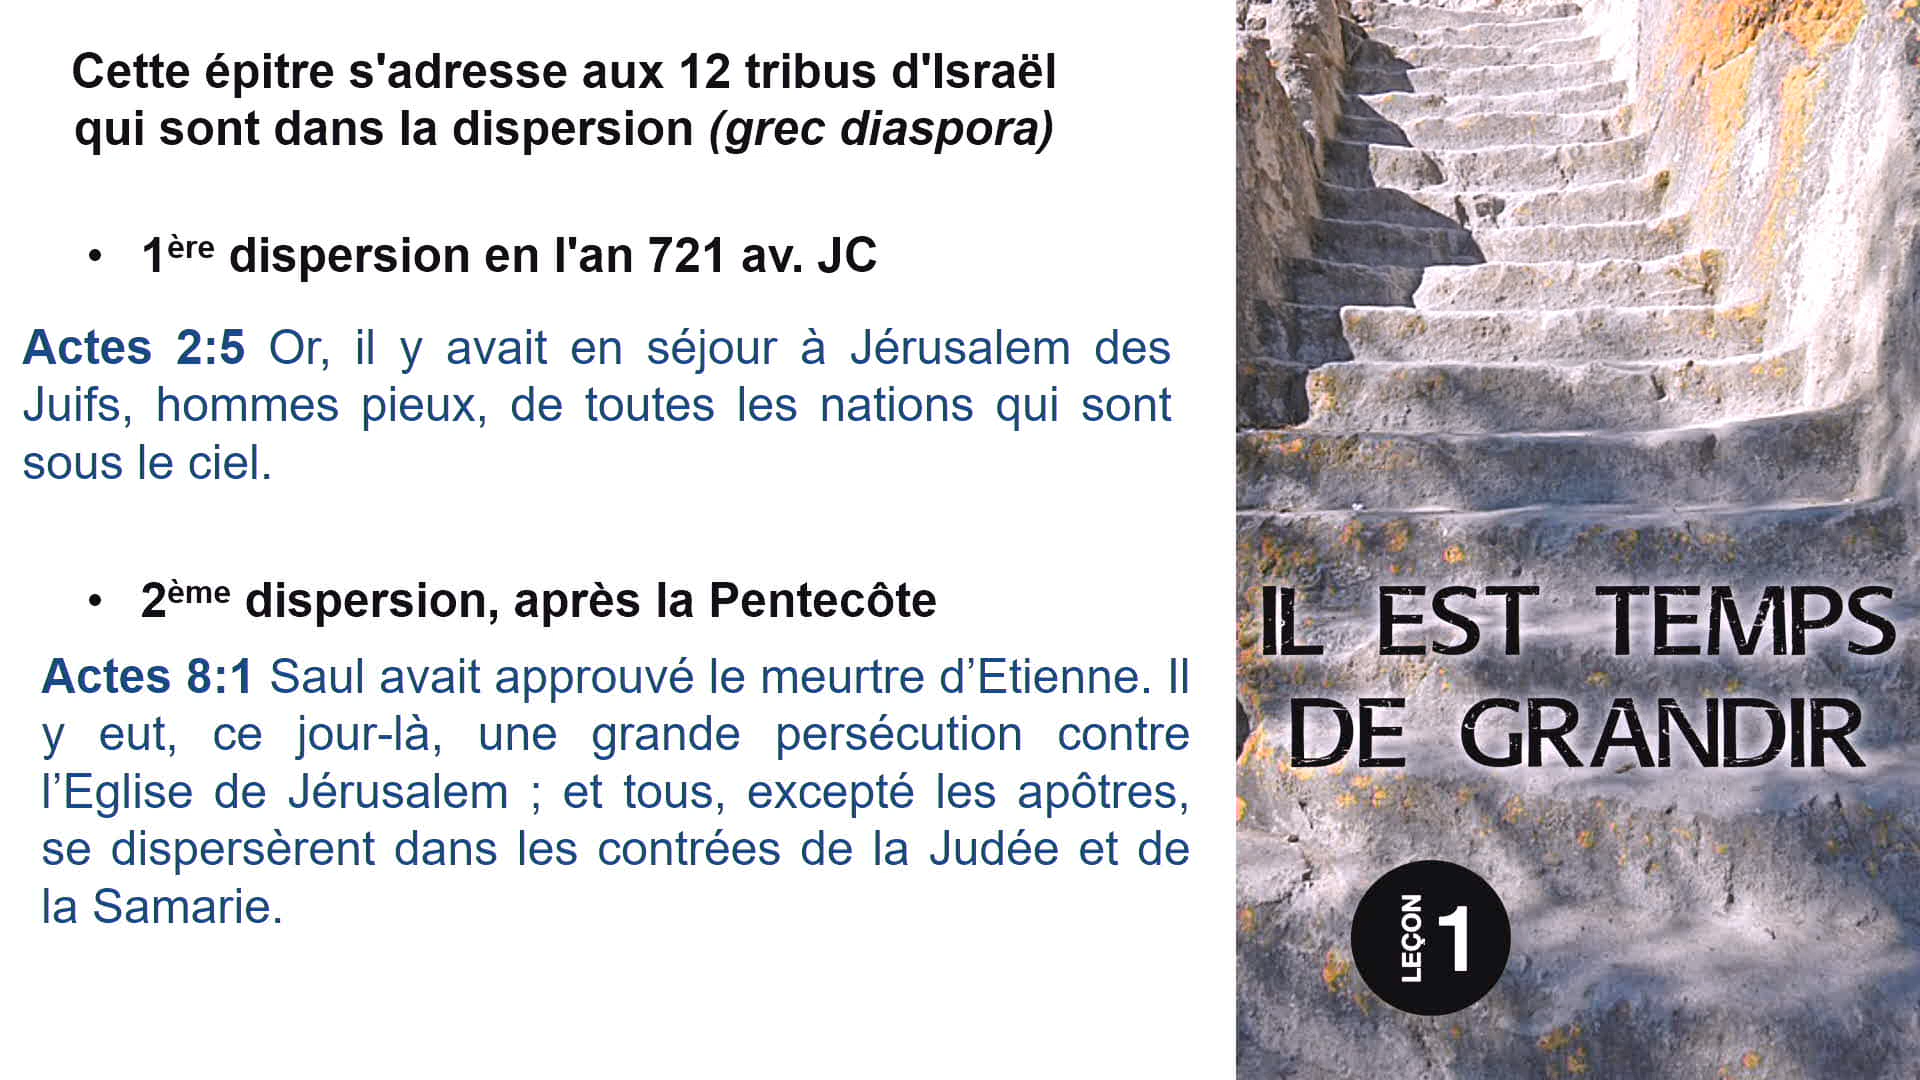 Cette épitre s'adresse aux 12 tribus d'Israël
qui sont dans la dispersion (grec diaspora)
• 1ère dispersion en l'an 721 av. JC
Actes 2:5 Or, il y avait en séjour à Jérusalem des
Juifs, hommes pieux, de toutes les nations qui sont
sous le ciel.
• 2ème dispersion, après la Pentecôte
Actes 8:1 Saul avait approuvé le meurtre d’Etienne. Il
y eut, ce jour-là, une grande persécution contre
l’Eglise de Jérusalem ; et tous, excepté les apôtres,
se dispersèrent dans les contrées de la Judée et de
la Samarie.
IL EST TEMPS
DE GRANDIR
LEÇON 1